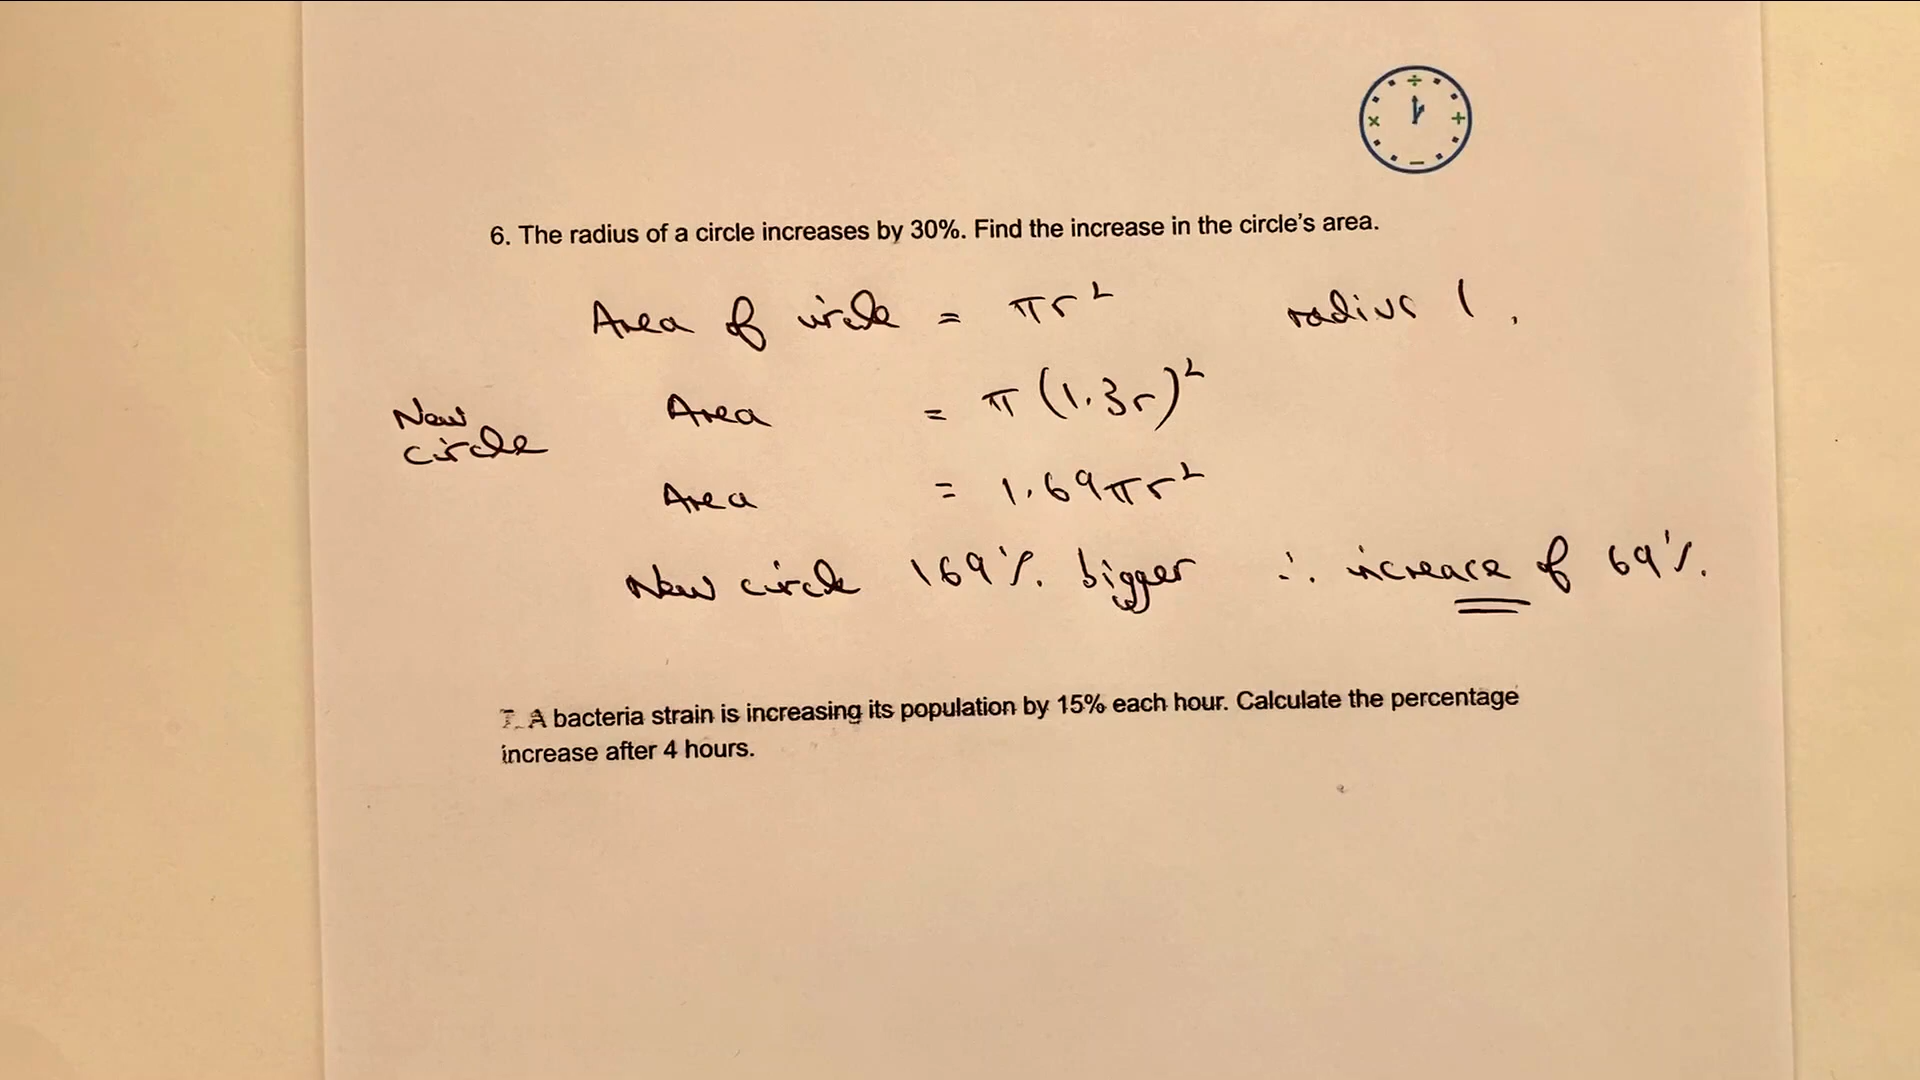 6. The radius of a circle increases by 30%. Find the increase in the circle's area.
Area of circle = πr² radius 1,
New circle Area = π(1.3r)²
Area = 1.69πr²
New circle 169% bigger ∴ increase of 69%.
7. A bacteria strain is increasing its population by 15% each hour. Calculate the percentage
increase after 4 hours.